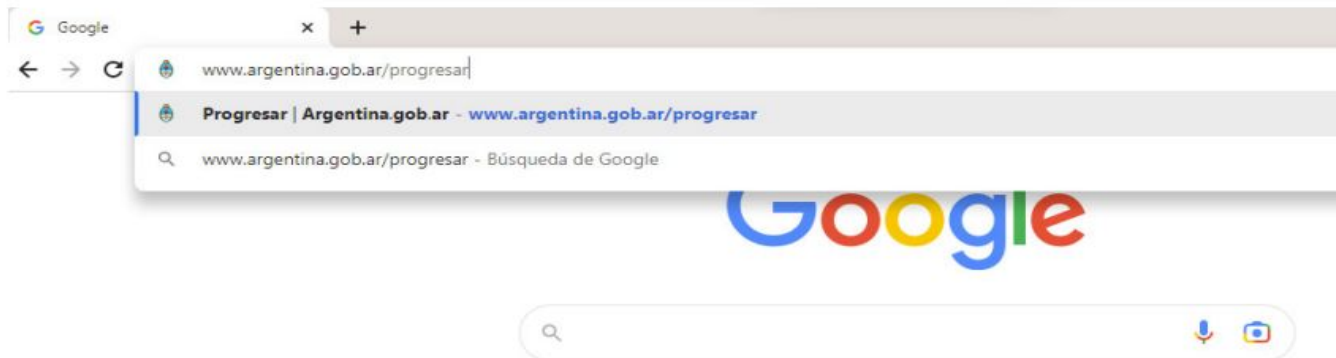 Google
www.argentina.gob.ar/progresar
Progresar | Argentina.gob.ar - www.argentina.gob.ar/progresar
www.argentina.gob.ar/progresar - Búsqueda de Google
Google